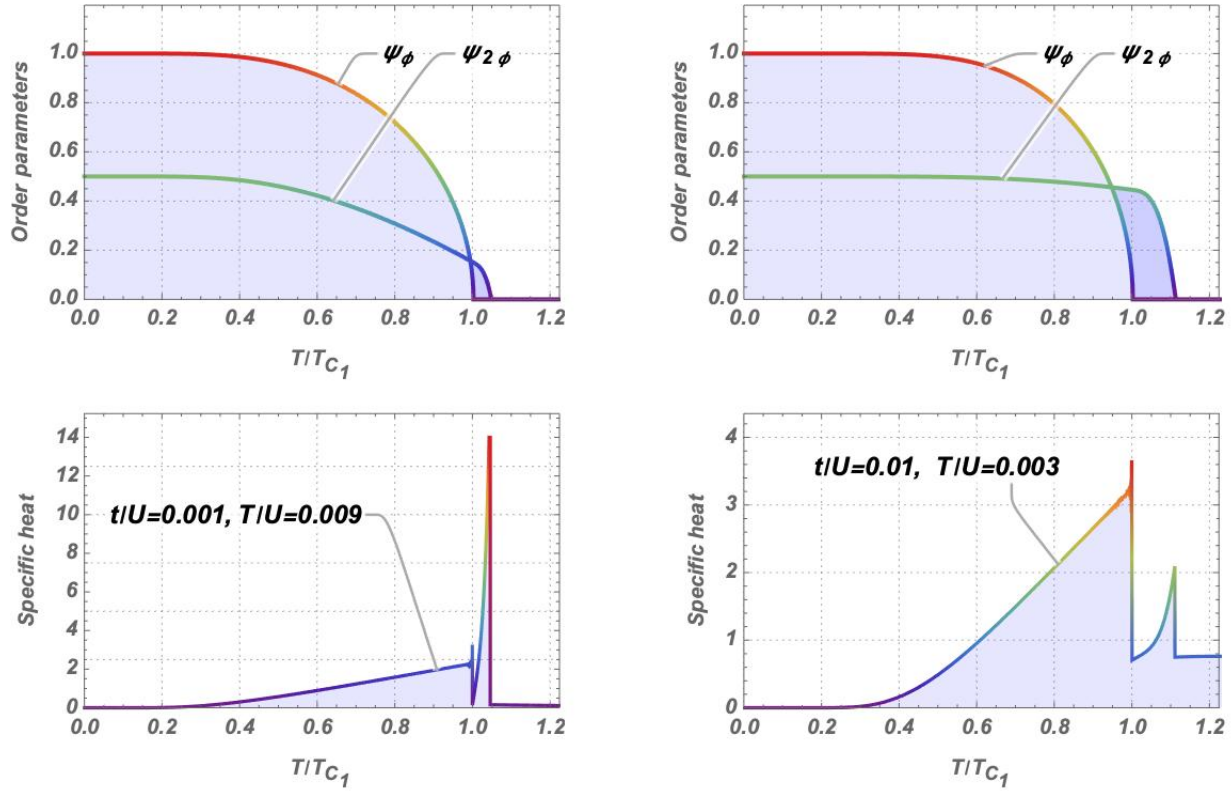 Order parameters
1.0
0.8
0.6
0.4
0.2
0.0
ψϕ
ψ2 ϕ
0.0 0.2 0.4 0.6 0.8 1.0 1.2
T/TC1
Order parameters
1.0
0.8
0.6
0.4
0.2
0.0
ψϕ
ψ2 ϕ
0.0 0.2 0.4 0.6 0.8 1.0 1.2
T/TC1
Specific heat
14
12
10
8
6
4
2
0
t/U=0.001, T/U=0.009
0.0 0.2 0.4 0.6 0.8 1.0 1.2
T/TC1
Specific heat
4
3
2
1
0
t/U=0.01, T/U=0.003
0.0 0.2 0.4 0.6 0.8 1.0 1.2
T/TC1